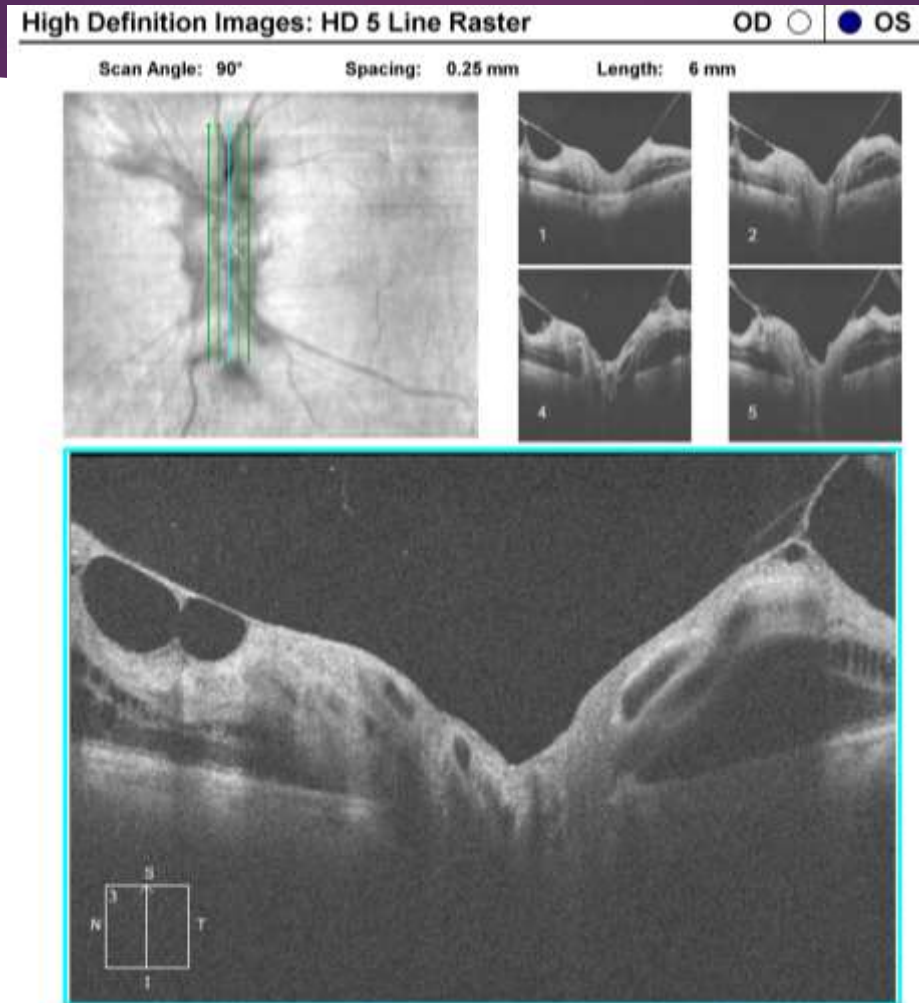 High Definition Images: HD 5 Line Raster OD OS
Scan Angle: 90° Spacing: 0.25 mm Length: 6 mm
1
2
4
5
S
3
N T
I